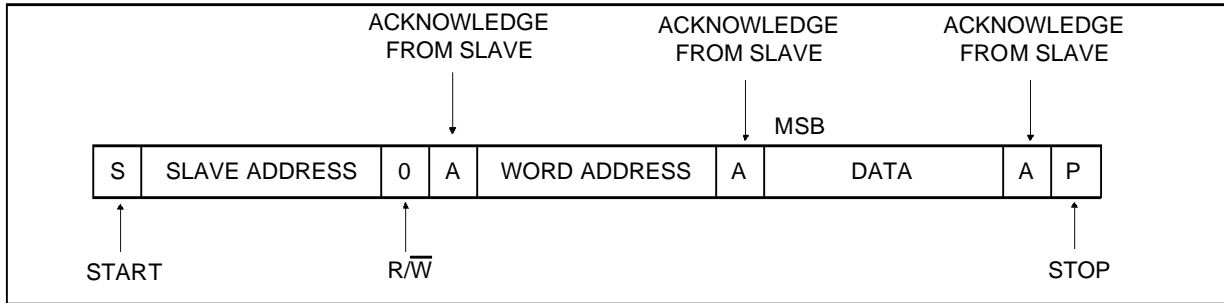 ACKNOWLEDGE
FROM SLAVE
ACKNOWLEDGE
FROM SLAVE
ACKNOWLEDGE
FROM SLAVE
MSB
S SLAVE ADDRESS 0 A WORD ADDRESS A DATA A P
START R/W̅ STOP